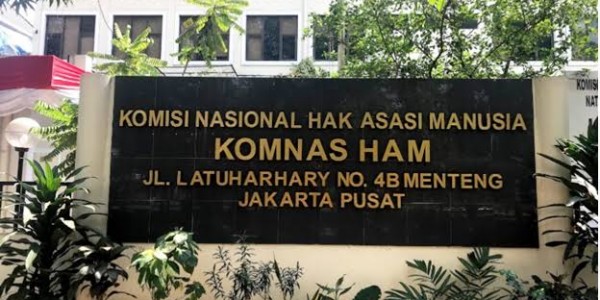 KOMISI NASIONAL HAK ASASI MANUSIA
KOMNAS HAM
JL. LATUHARHARY NO. 4B MENTENG
JAKARTA PUSAT